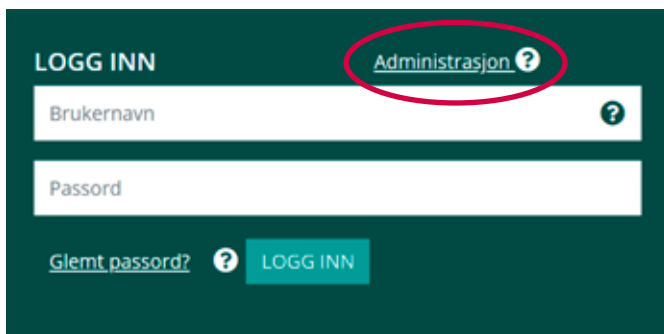 LOGG INN Administrasjon ?
Brukernavn ?
Passord
Glemt passord? ? LOGG INN